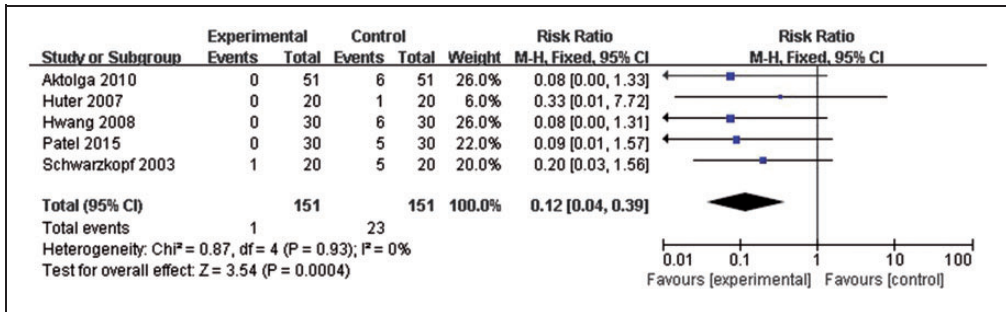 Experimental Control Risk Ratio Risk Ratio
Study or Subgroup Events Total Events Total Weight M-H, Fixed, 95% CI M-H, Fixed, 95% CI
Aktolga 2010 0 51 6 51 26.0% 0.08 [0.00, 1.33]
Huter 2007 0 20 1 20 6.0% 0.33 [0.01, 7.72]
Hwang 2008 0 30 6 30 26.0% 0.08 [0.00, 1.31]
Patel 2015 0 30 5 30 22.0% 0.09 [0.01, 1.57]
Schwarzkopf 2003 1 20 5 20 20.0% 0.20 [0.03, 1.56]
Total (95% CI) 151 151 100.0% 0.12 [0.04, 0.39]
Total events 1 23
Heterogeneity: Chi² = 0.87, df = 4 (P = 0.93); I² = 0%
Test for overall effect: Z = 3.54 (P = 0.0004)
0.01 0.1 1 10 100
Favours [experimental] Favours [control]